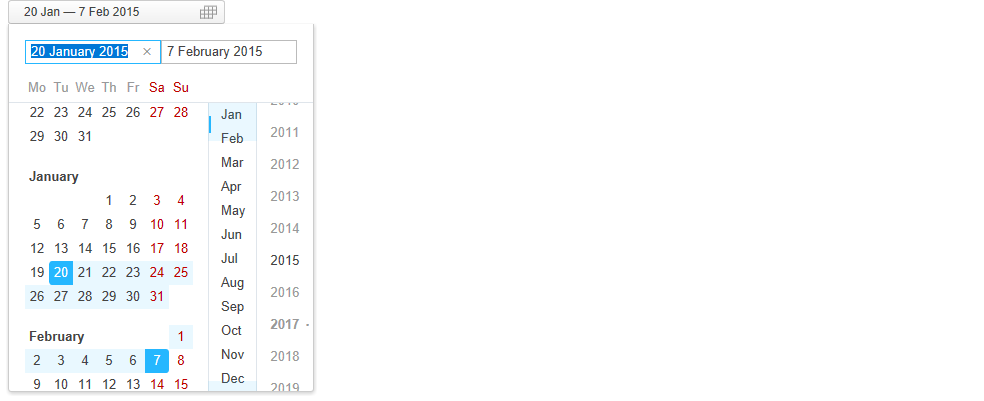 20 Jan — 7 Feb 2015
20 January 2015 × 7 February 2015
Mo Tu We Th Fr Sa Su
22 23 24 25 26 27 28
29 30 31
January
1 2 3 4
5 6 7 8 9 10 11
12 13 14 15 16 17 18
19 20 21 22 23 24 25
26 27 28 29 30 31
February 1
2 3 4 5 6 7 8
9 10 11 12 13 14 15
Jan
Feb
Mar
Apr
May
Jun
Jul
Aug
Sep
Oct
Nov
Dec
2010
2011
2012
2013
2014
2015
2016
• 2017 •
2018
2019